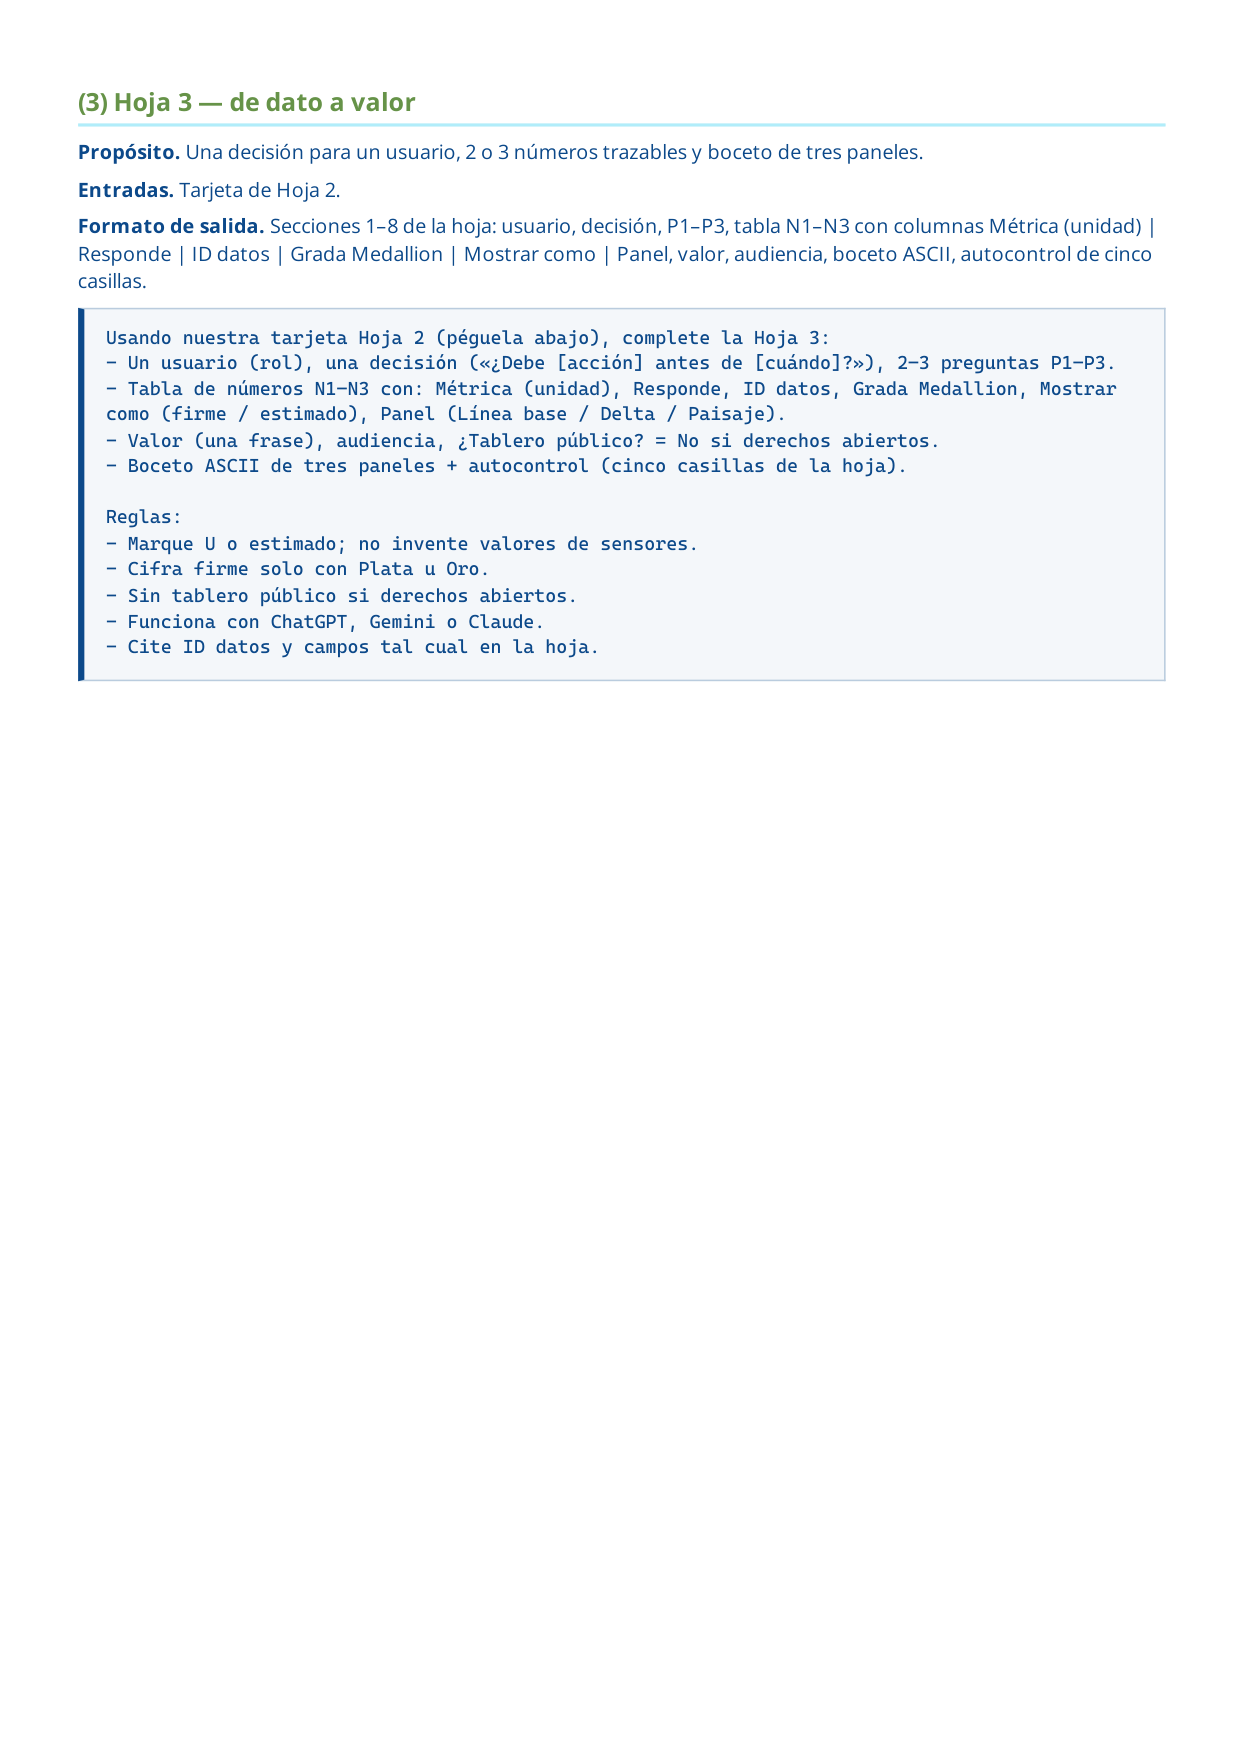 (3) Hoja 3 — de dato a valor
Propósito. Una decisión para un usuario, 2 o 3 números trazables y boceto de tres paneles.
Entradas. Tarjeta de Hoja 2.
Formato de salida. Secciones 1–8 de la hoja: usuario, decisión, P1–P3, tabla N1–N3 con columnas Métrica (unidad) |
Responde | ID datos | Grada Medallion | Mostrar como | Panel, valor, audiencia, boceto ASCII, autocontrol de cinco
casillas.
Usando nuestra tarjeta Hoja 2 (péguela abajo), complete la Hoja 3:
– Un usuario (rol), una decisión («¿Debe [acción] antes de [cuándo]?»), 2–3 preguntas P1–P3.
– Tabla de números N1–N3 con: Métrica (unidad), Responde, ID datos, Grada Medallion, Mostrar
como (firme / estimado), Panel (Línea base / Delta / Paisaje).
– Valor (una frase), audiencia, ¿Tablero público? = No si derechos abiertos.
– Boceto ASCII de tres paneles + autocontrol (cinco casillas de la hoja).
Reglas:
– Marque U o estimado; no invente valores de sensores.
– Cifra firme solo con Plata u Oro.
– Sin tablero público si derechos abiertos.
– Funciona con ChatGPT, Gemini o Claude.
– Cite ID datos y campos tal cual en la hoja.